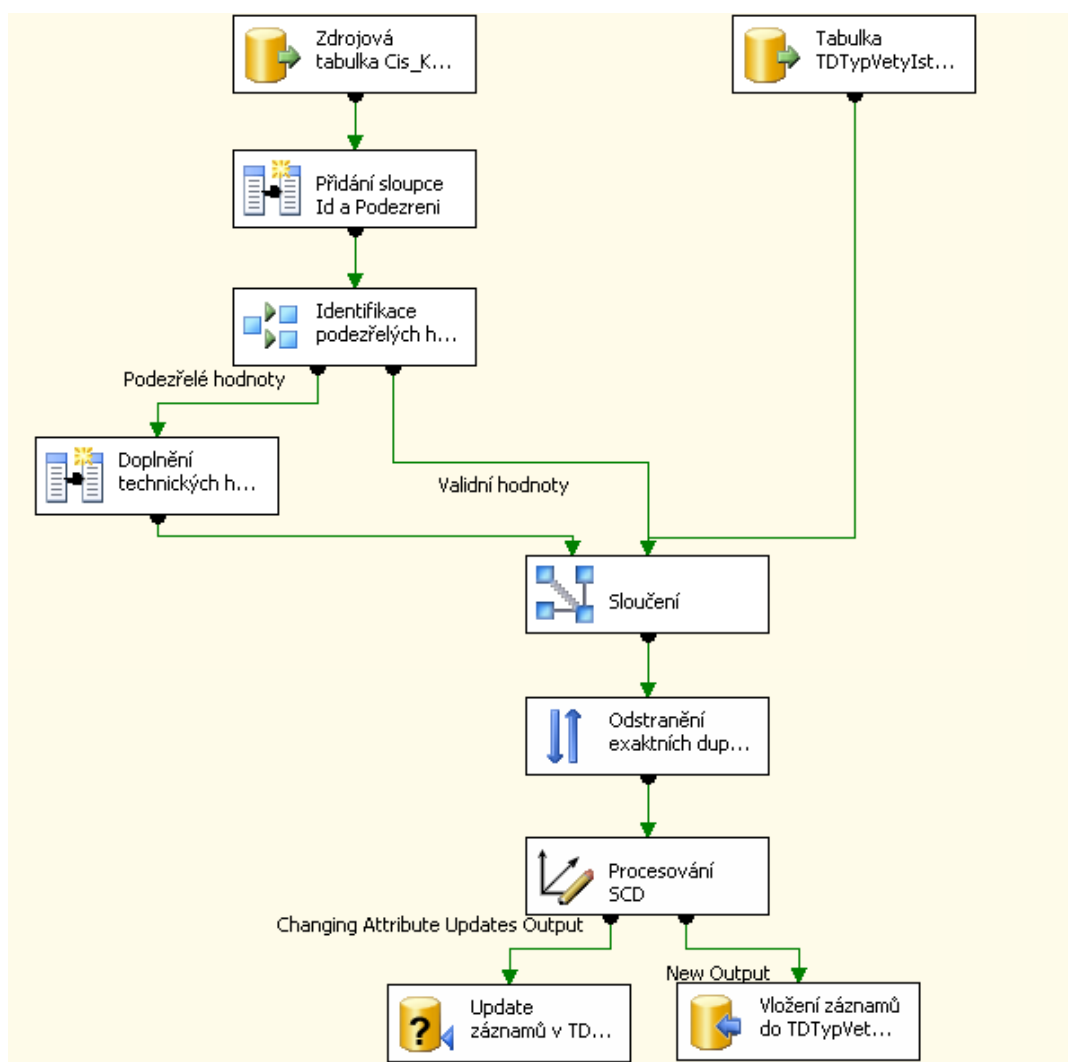 Zdrojová
tabulka Cis_K...
Tabulka
TDTypVetyIst...
Přidání sloupce
Id a Podezreni
Identifikace
podezřelých h...
Podezřelé hodnoty
Doplnění
technických h...
Validní hodnoty
Sloučení
Odstranění
exaktních dup...
Procesování
SCD
Changing Attribute Updates Output
New Output
Update
záznamů v TD...
Vložení záznamů
do TDTypVet...